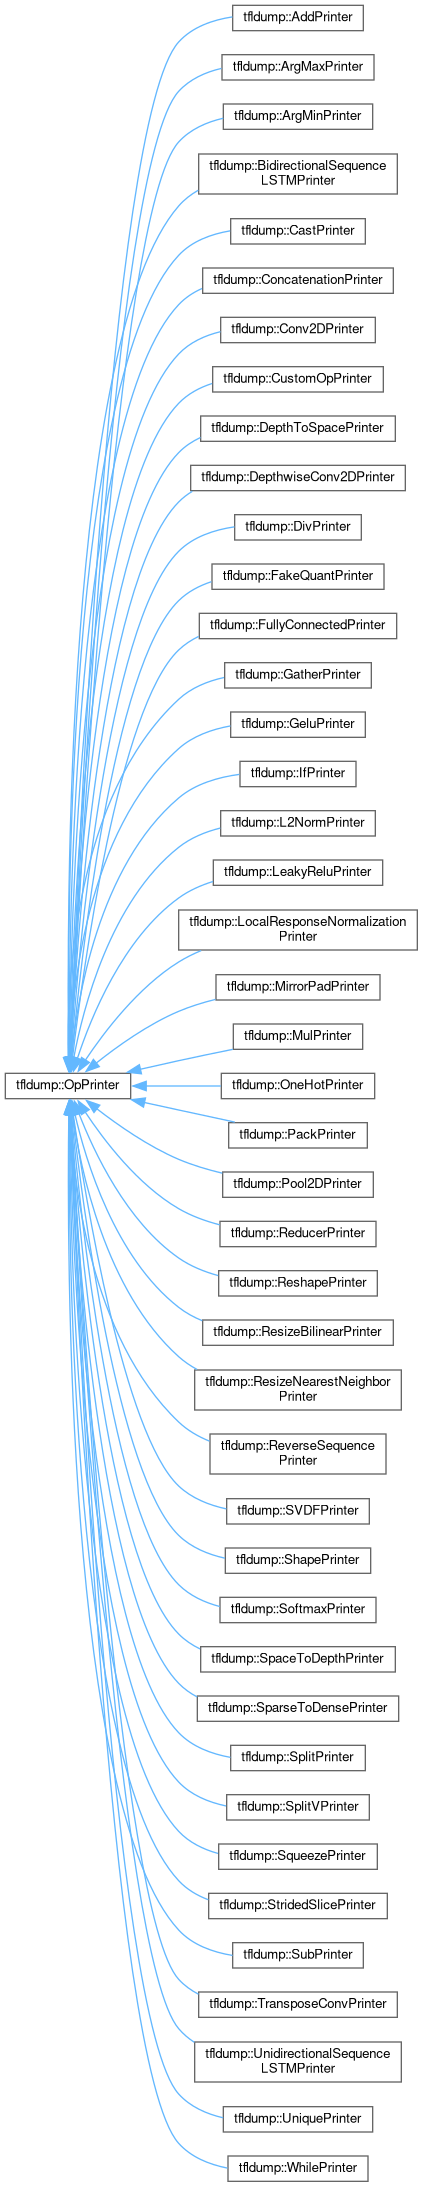 tfldump::AddPrinter
tfldump::ArgMaxPrinter
tfldump::ArgMinPrinter
tfldump::BidirectionalSequence
LSTMPrinter
tfldump::CastPrinter
tfldump::ConcatenationPrinter
tfldump::Conv2DPrinter
tfldump::CustomOpPrinter
tfldump::DepthToSpacePrinter
tfldump::DepthwiseConv2DPrinter
tfldump::DivPrinter
tfldump::FakeQuantPrinter
tfldump::FullyConnectedPrinter
tfldump::GatherPrinter
tfldump::GeluPrinter
tfldump::IfPrinter
tfldump::L2NormPrinter
tfldump::LeakyReluPrinter
tfldump::LocalResponseNormalization
Printer
tfldump::MirrorPadPrinter
tfldump::MulPrinter
tfldump::OpPrinter
tfldump::OneHotPrinter
tfldump::PackPrinter
tfldump::Pool2DPrinter
tfldump::ReducerPrinter
tfldump::ReshapePrinter
tfldump::ResizeBilinearPrinter
tfldump::ResizeNearestNeighbor
Printer
tfldump::ReverseSequence
Printer
tfldump::SVDFPrinter
tfldump::ShapePrinter
tfldump::SoftmaxPrinter
tfldump::SpaceToDepthPrinter
tfldump::SparseToDensePrinter
tfldump::SplitPrinter
tfldump::SplitVPrinter
tfldump::SqueezePrinter
tfldump::StridedSlicePrinter
tfldump::SubPrinter
tfldump::TransposeConvPrinter
tfldump::UnidirectionalSequence
LSTMPrinter
tfldump::UniquePrinter
tfldump::WhilePrinter